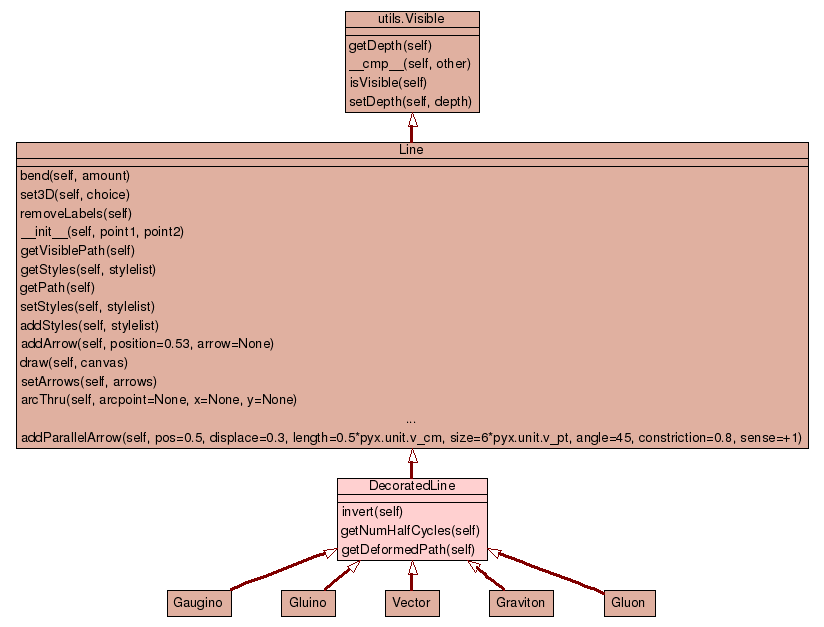 utils.Visible
getDepth(self)
__cmp__(self, other)
isVisible(self)
setDepth(self, depth)
Line
bend(self, amount)
set3D(self, choice)
removeLabels(self)
__init__(self, point1, point2)
getVisiblePath(self)
getStyles(self, stylelist)
getPath(self)
setStyles(self, stylelist)
addStyles(self, stylelist)
addArrow(self, position=0.53, arrow=None)
draw(self, canvas)
setArrows(self, arrows)
arcThru(self, arcpoint=None, x=None, y=None)
...
addParallelArrow(self, pos=0.5, displace=0.3, length=0.5*pyx.unit.v_cm, size=6*pyx.unit.v_pt, angle=45, constriction=0.8, sense=+1)
DecoratedLine
invert(self)
getNumHalfCycles(self)
getDeformedPath(self)
Gaugino
Gluino
Vector
Graviton
Gluon